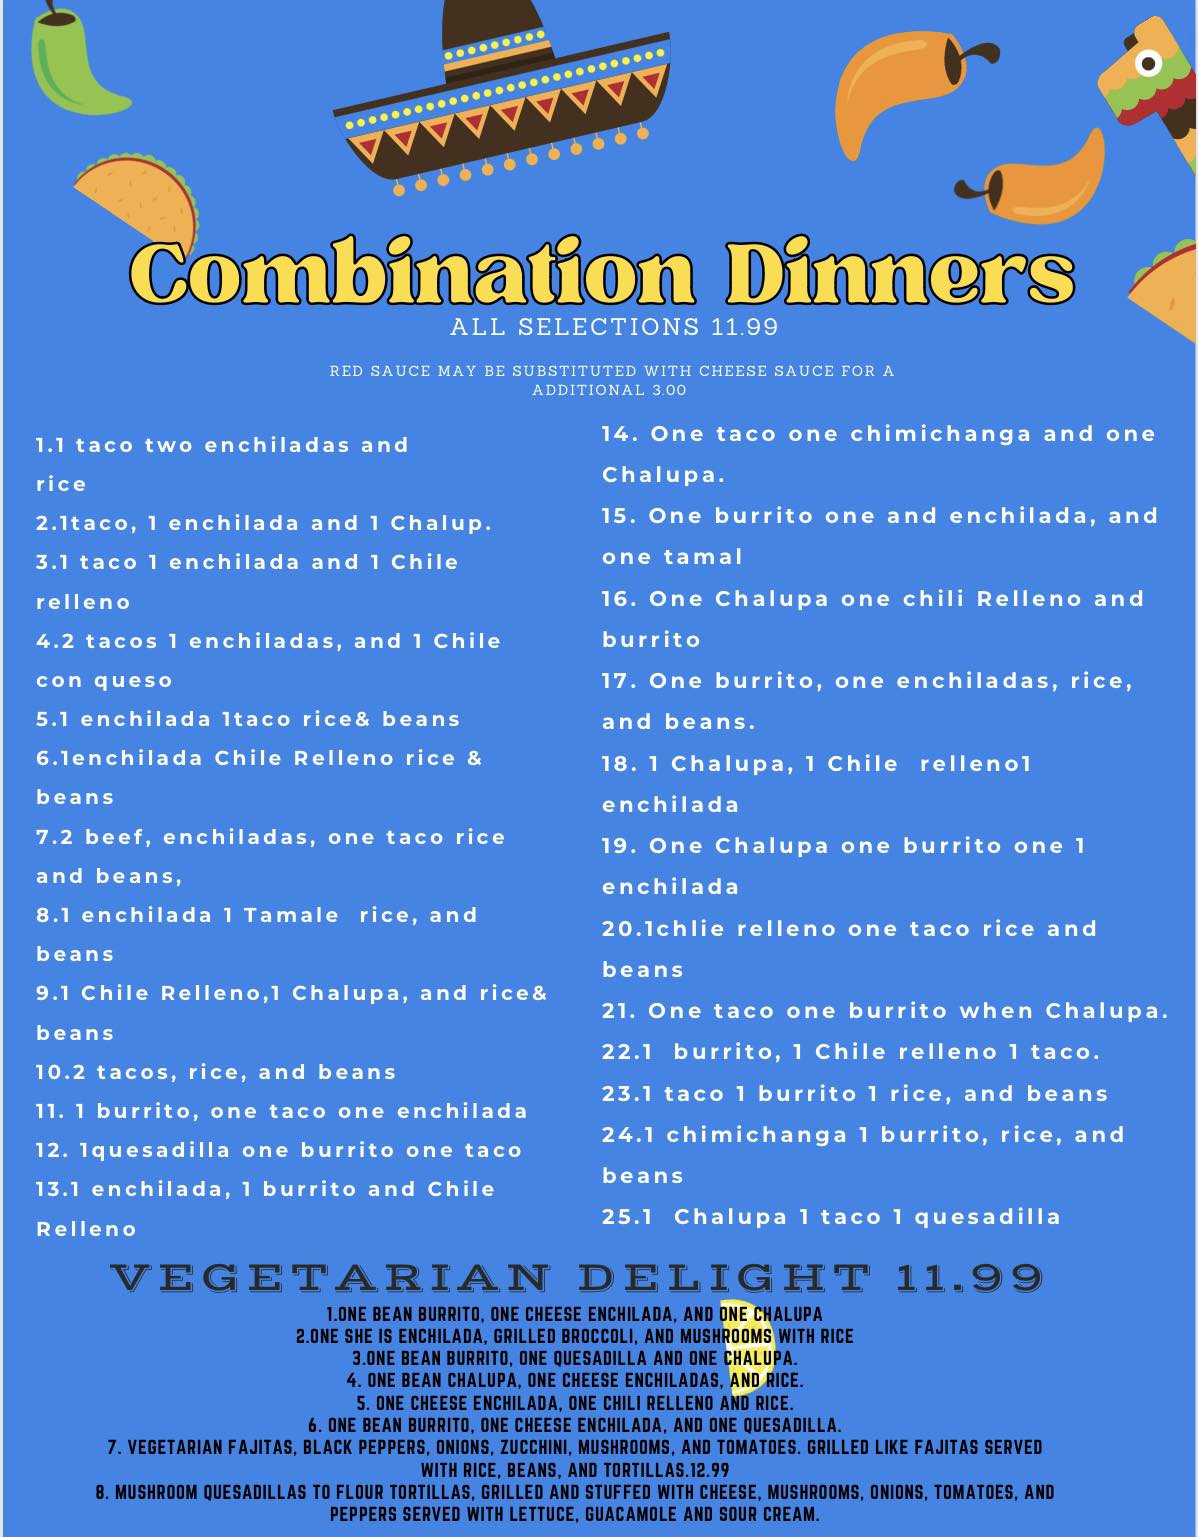 Combination Dinners
ALL SELECTIONS 11.99
RED SAUCE MAY BE SUBSTITUTED WITH CHEESE SAUCE FOR A
ADDITIONAL 3.00
1.1 taco two enchiladas and
rice
2.1taco, 1 enchilada and 1 Chalup.
3.1 taco 1 enchilada and 1 Chile
relleno
4.2 tacos 1 enchiladas, and 1 Chile
con queso
5.1 enchilada 1taco rice& beans
6.1enchilada Chile Relleno rice &
beans
7.2 beef, enchiladas, one taco rice
and beans,
8.1 enchilada 1 Tamale  rice, and
beans
9.1 Chile Relleno,1 Chalupa, and rice&
beans
10.2 tacos, rice, and beans
11. 1 burrito, one taco one enchilada
12. 1quesadilla one burrito one taco
13.1 enchilada, 1 burrito and Chile
Relleno
14. One taco one chimichanga and one
Chalupa.
15. One burrito one and enchilada, and
one tamal
16. One Chalupa one chili Relleno and
burrito
17. One burrito, one enchiladas, rice,
and beans.
18. 1 Chalupa, 1 Chile  relleno1
enchilada
19. One Chalupa one burrito one 1
enchilada
20.1chlie relleno one taco rice and
beans
21. One taco one burrito when Chalupa.
22.1  burrito, 1 Chile relleno 1 taco.
23.1 taco 1 burrito 1 rice, and beans
24.1 chimichanga 1 burrito, rice, and
beans
25.1  Chalupa 1 taco 1 quesadilla
VEGETARIAN DELIGHT 11.99
1.ONE BEAN BURRITO, ONE CHEESE ENCHILADA, AND ONE CHALUPA
2.ONE SHE IS ENCHILADA, GRILLED BROCCOLI, AND MUSHROOMS WITH RICE
3.ONE BEAN BURRITO, ONE QUESADILLA AND ONE CHALUPA.
4. ONE BEAN CHALUPA, ONE CHEESE ENCHILADAS, AND RICE.
5. ONE CHEESE ENCHILADA, ONE CHILI RELLENO AND RICE.
6. ONE BEAN BURRITO, ONE CHEESE ENCHILADA, AND ONE QUESADILLA.
7. VEGETARIAN FAJITAS, BLACK PEPPERS, ONIONS, ZUCCHINI, MUSHROOMS, AND TOMATOES. GRILLED LIKE FAJITAS SERVED
WITH RICE, BEANS, AND TORTILLAS.12.99
8. MUSHROOM QUESADILLAS TO FLOUR TORTILLAS, GRILLED AND STUFFED WITH CHEESE, MUSHROOMS, ONIONS, TOMATOES, AND
PEPPERS SERVED WITH LETTUCE, GUACAMOLE AND SOUR CREAM.